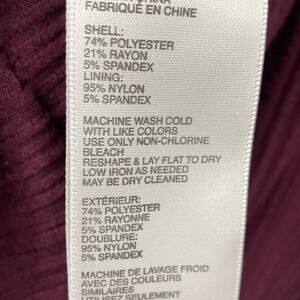 CHINA
FABRIQUÉ EN CHINE
SHELL:
74% POLYESTER
21% RAYON
5% SPANDEX
LINING:
95% NYLON
5% SPANDEX
MACHINE WASH COLD
WITH LIKE COLORS
USE ONLY NON-CHLORINE
BLEACH
RESHAPE & LAY FLAT TO DRY
LOW IRON AS NEEDED
MAY BE DRY CLEANED
EXTÉRIEUR:
74% POLYESTER
21% RAYONNE
5% SPANDEX
DOUBLURE:
95% NYLON
5% SPANDEX
MACHINE DE LAVAGE FROID
AVEC DES COULEURS
SIMILAIRES
UTILISEZ SEULEMENT